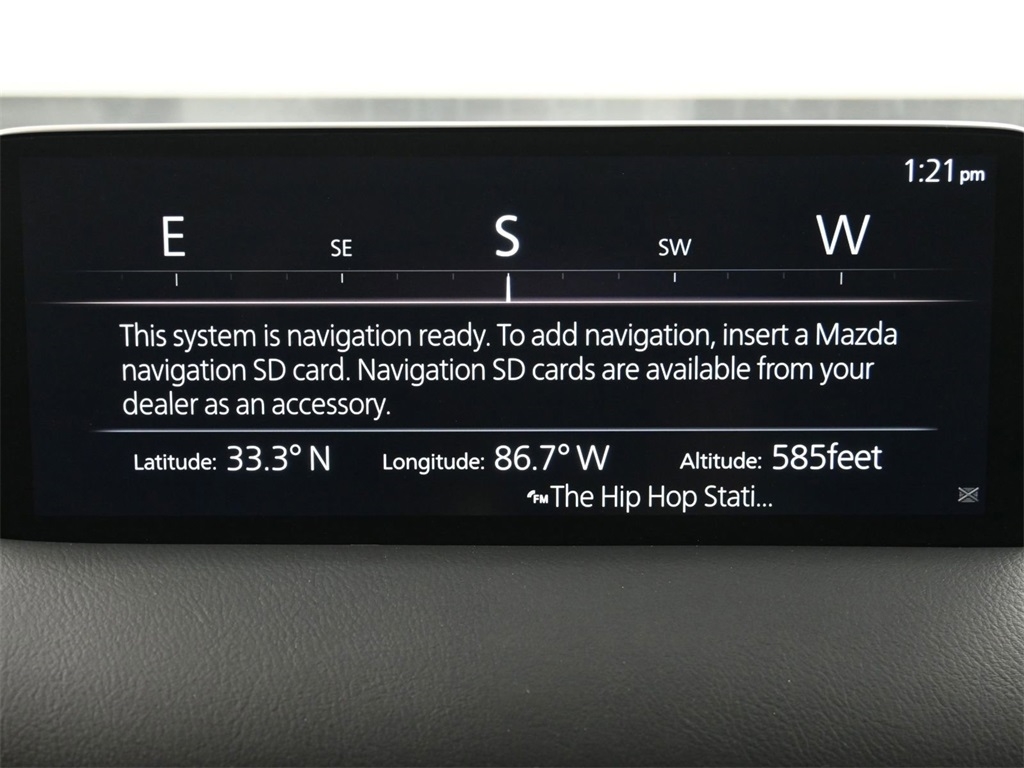 1:21 pm
E SE S SW W
This system is navigation ready. To add navigation, insert a Mazda
navigation SD card. Navigation SD cards are available from your
dealer as an accessory.
Latitude: 33.3° N Longitude: 86.7° W Altitude: 585feet
FM The Hip Hop Stati...